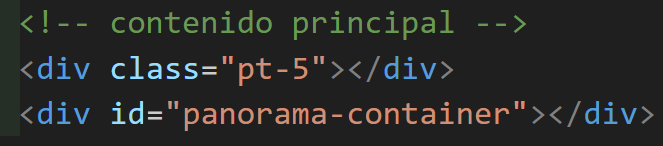 <!-- contenido principal -->
<div class="pt-5"></div>
<div id="panorama-container"></div>